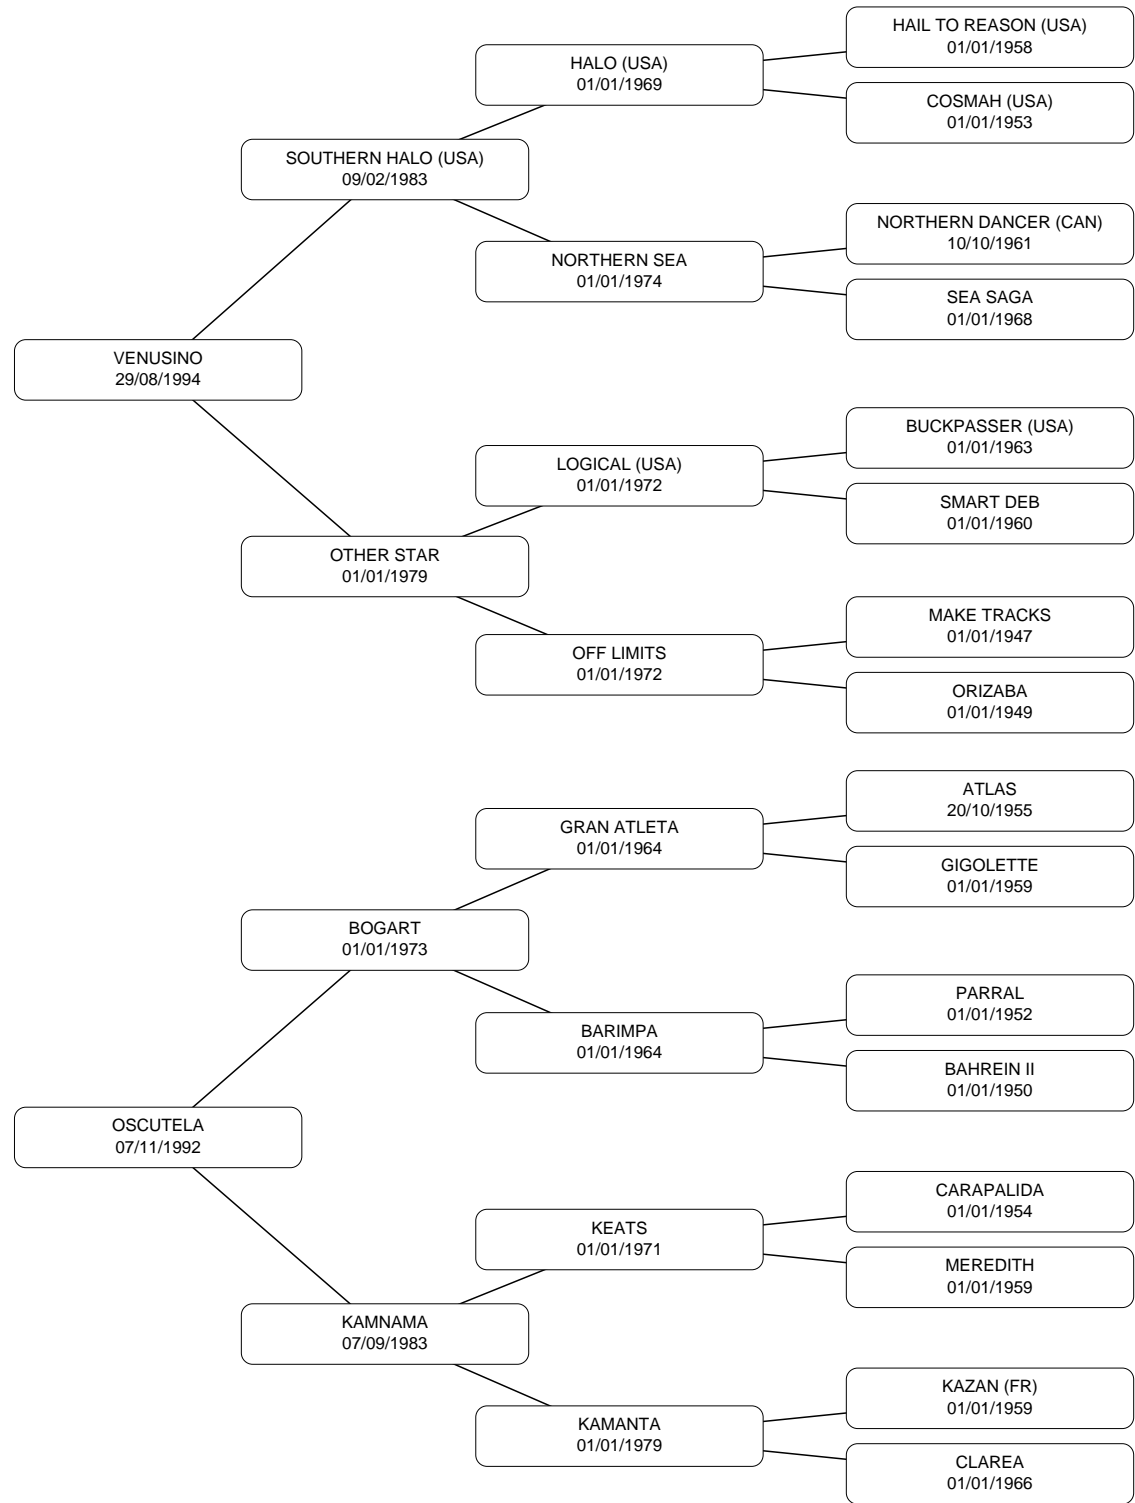 HAIL TO REASON (USA)
01/01/1958
HALO (USA)
01/01/1969
COSMAH (USA)
01/01/1953
SOUTHERN HALO (USA)
09/02/1983
NORTHERN DANCER (CAN)
10/10/1961
NORTHERN SEA
01/01/1974
SEA SAGA
01/01/1968
VENUSINO
29/08/1994
BUCKPASSER (USA)
01/01/1963
LOGICAL (USA)
01/01/1972
SMART DEB
01/01/1960
OTHER STAR
01/01/1979
MAKE TRACKS
01/01/1947
OFF LIMITS
01/01/1972
ORIZABA
01/01/1949
ATLAS
20/10/1955
GRAN ATLETA
01/01/1964
GIGOLETTE
01/01/1959
BOGART
01/01/1973
PARRAL
01/01/1952
BARIMPA
01/01/1964
BAHREIN II
01/01/1950
OSCUTELA
07/11/1992
CARAPALIDA
01/01/1954
KEATS
01/01/1971
MEREDITH
01/01/1959
KAMNAMA
07/09/1983
KAZAN (FR)
01/01/1959
KAMANTA
01/01/1979
CLAREA
01/01/1966